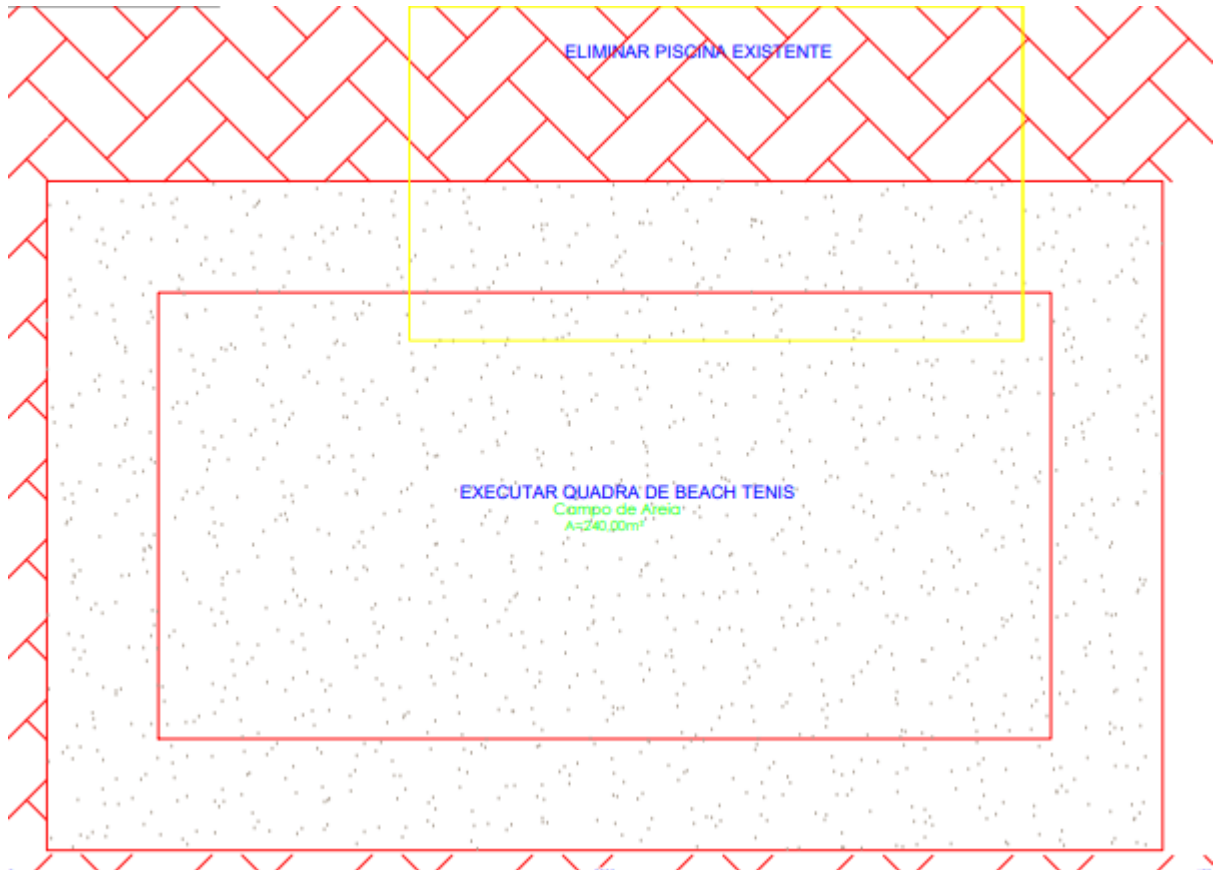 ELIMINAR PISCINA EXISTENTE
EXECUTAR QUADRA DE BEACH TENIS
Campo de Areia
A=240,00m²